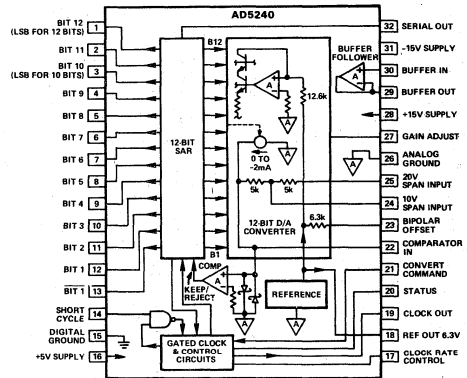 AD5240
BIT 12
(LSB FOR 12 BITS)
1
BIT 11
2
BIT 10
(LSB FOR 10 BITS)
3
BIT 9
4
BIT 8
5
BIT 7
6
BIT 6
7
BIT 5
8
BIT 4
9
BIT 3
10
BIT 2
11
BIT 1
12
BIT 1
13
SHORT
CYCLE
14
DIGITAL
GROUND
15
+5V SUPPLY
16
12-BIT
SAR
B12
B1
KEEP/
REJECT
COMP
A
A
GATED CLOCK
& CONTROL
CIRCUITS
A
A
12.6k
0 TO
-2mA
5k
5k
12-BIT D/A
CONVERTER
6.3k
REFERENCE
A
BUFFER
FOLLOWER
A
A
32 SERIAL OUT
31 -15V SUPPLY
30 BUFFER IN
29 BUFFER OUT
28 +15V SUPPLY
27 GAIN ADJUST
26 ANALOG
GROUND
25 20V
SPAN INPUT
24 10V
SPAN INPUT
23 BIPOLAR
OFFSET
22 COMPARATOR
IN
21 CONVERT
COMMAND
20 STATUS
19 CLOCK OUT
18 REF OUT 6.3V
17 CLOCK RATE
CONTROL